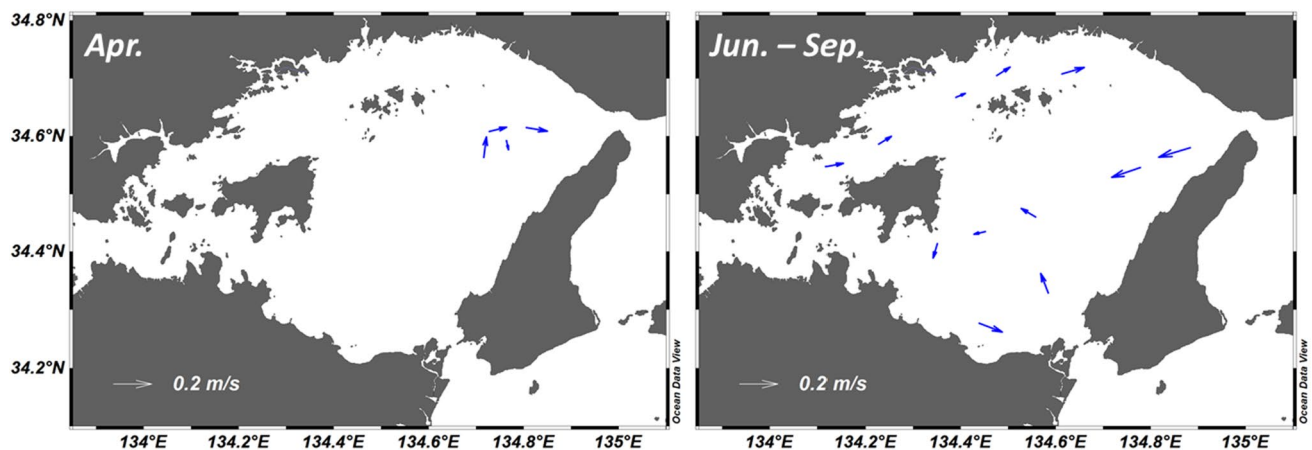 34.8°N
34.6°N
34.4°N
34.2°N
Apr.
0.2 m/s
Ocean Data View
134°E 134.2°E 134.4°E 134.6°E 134.8°E 135°E
Jun. – Sep.
0.2 m/s
Ocean Data View
134°E 134.2°E 134.4°E 134.6°E 134.8°E 135°E